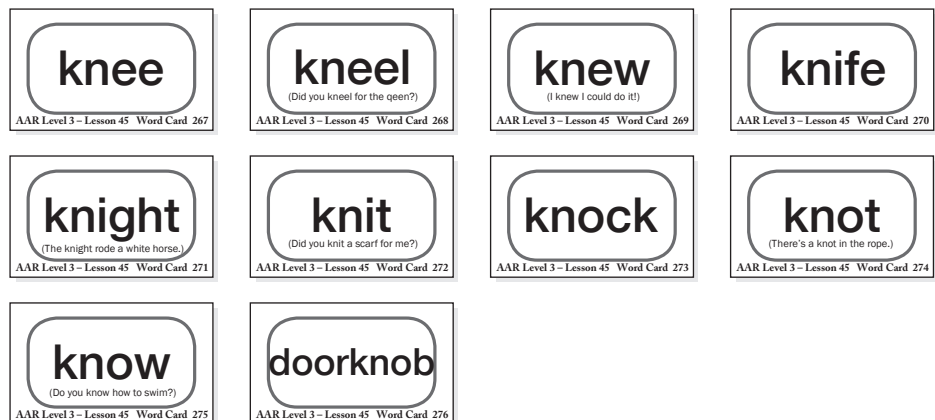 knee
AAR Level 3 – Lesson 45 Word Card 267
kneel
(Did you kneel for the qeen?)
AAR Level 3 – Lesson 45 Word Card 268
knew
(I knew I could do it!)
AAR Level 3 – Lesson 45 Word Card 269
knife
AAR Level 3 – Lesson 45 Word Card 270
knight
(The knight rode a white horse.)
AAR Level 3 – Lesson 45 Word Card 271
knit
(Did you knit a scarf for me?)
AAR Level 3 – Lesson 45 Word Card 272
knock
AAR Level 3 – Lesson 45 Word Card 273
knot
(There’s a knot in the rope.)
AAR Level 3 – Lesson 45 Word Card 274
know
(Do you know how to swim?)
AAR Level 3 – Lesson 45 Word Card 275
doorknob
AAR Level 3 – Lesson 45 Word Card 276